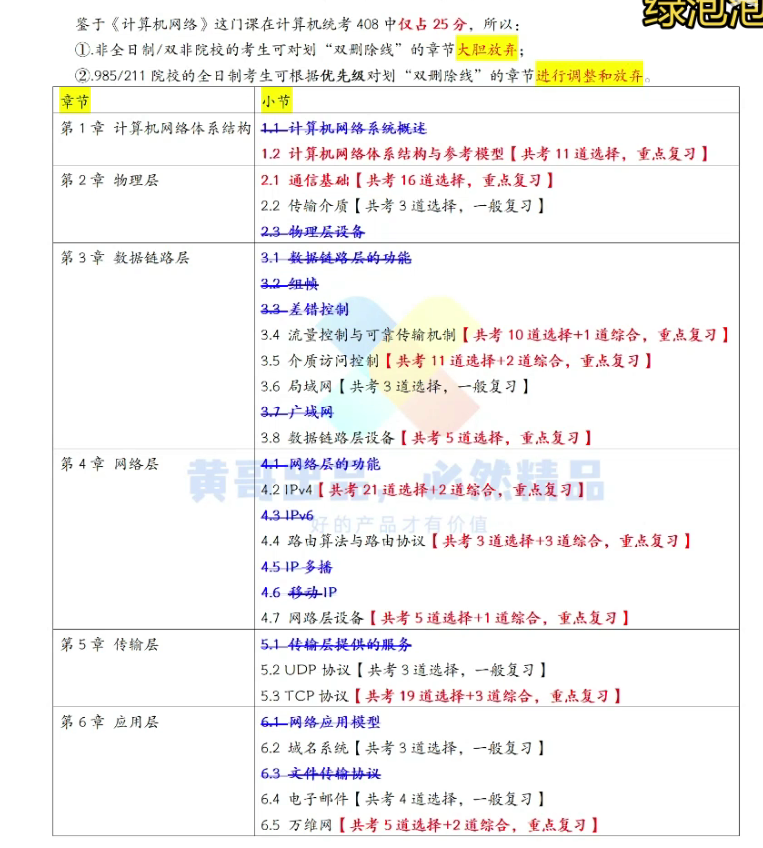 绿泡泡
鉴于《计算机网络》这门课在计算机统考 408 中仅占 25 分，所以：
①.非全日制/双非院校的考生可对划“双删除线”的章节大胆放弃；
②.985/211 院校的全日制考生可根据优先级对划“双删除线”的章节进行调整和放弃。
章节 小节
第 1 章 计算机网络体系结构 1.1 计算机网络系统概述
1.2 计算机网络体系结构与参考模型【共考 11 道选择，重点复习】
第 2 章 物理层 2.1 通信基础【共考 16 道选择，重点复习】
2.2 传输介质【共考 3 道选择，一般复习】
2.3 物理层设备
第 3 章 数据链路层 3.1 数据链路层的功能
3.2 组帧
3.3 差错控制
3.4 流量控制与可靠传输机制【共考 10 道选择+1 道综合，重点复习】
3.5 介质访问控制【共考 11 道选择+2 道综合，重点复习】
3.6 局域网【共考 3 道选择，一般复习】
3.7 广域网
3.8 数据链路层设备【共考 5 道选择，重点复习】
第 4 章 网络层 4.1 网络层的功能
4.2 IPv4【共考 21 道选择+2 道综合，重点复习】
4.3 IPv6
4.4 路由算法与路由协议【共考 3 道选择+3 道综合，重点复习】
4.5 IP 多播
4.6 移动 IP
4.7 网路层设备【共考 5 道选择+1 道综合，重点复习】
第 5 章 传输层 5.1 传输层提供的服务
5.2 UDP 协议【共考 3 道选择，一般复习】
5.3 TCP 协议【共考 19 道选择+3 道综合，重点复习】
第 6 章 应用层 6.1 网络应用模型
6.2 域名系统【共考 3 道选择，一般复习】
6.3 文件传输协议
6.4 电子邮件【共考 4 道选择，一般复习】
6.5 万维网【共考 5 道选择+2 道综合，重点复习】
黄哥出品，必然精品
好的产品才有价值